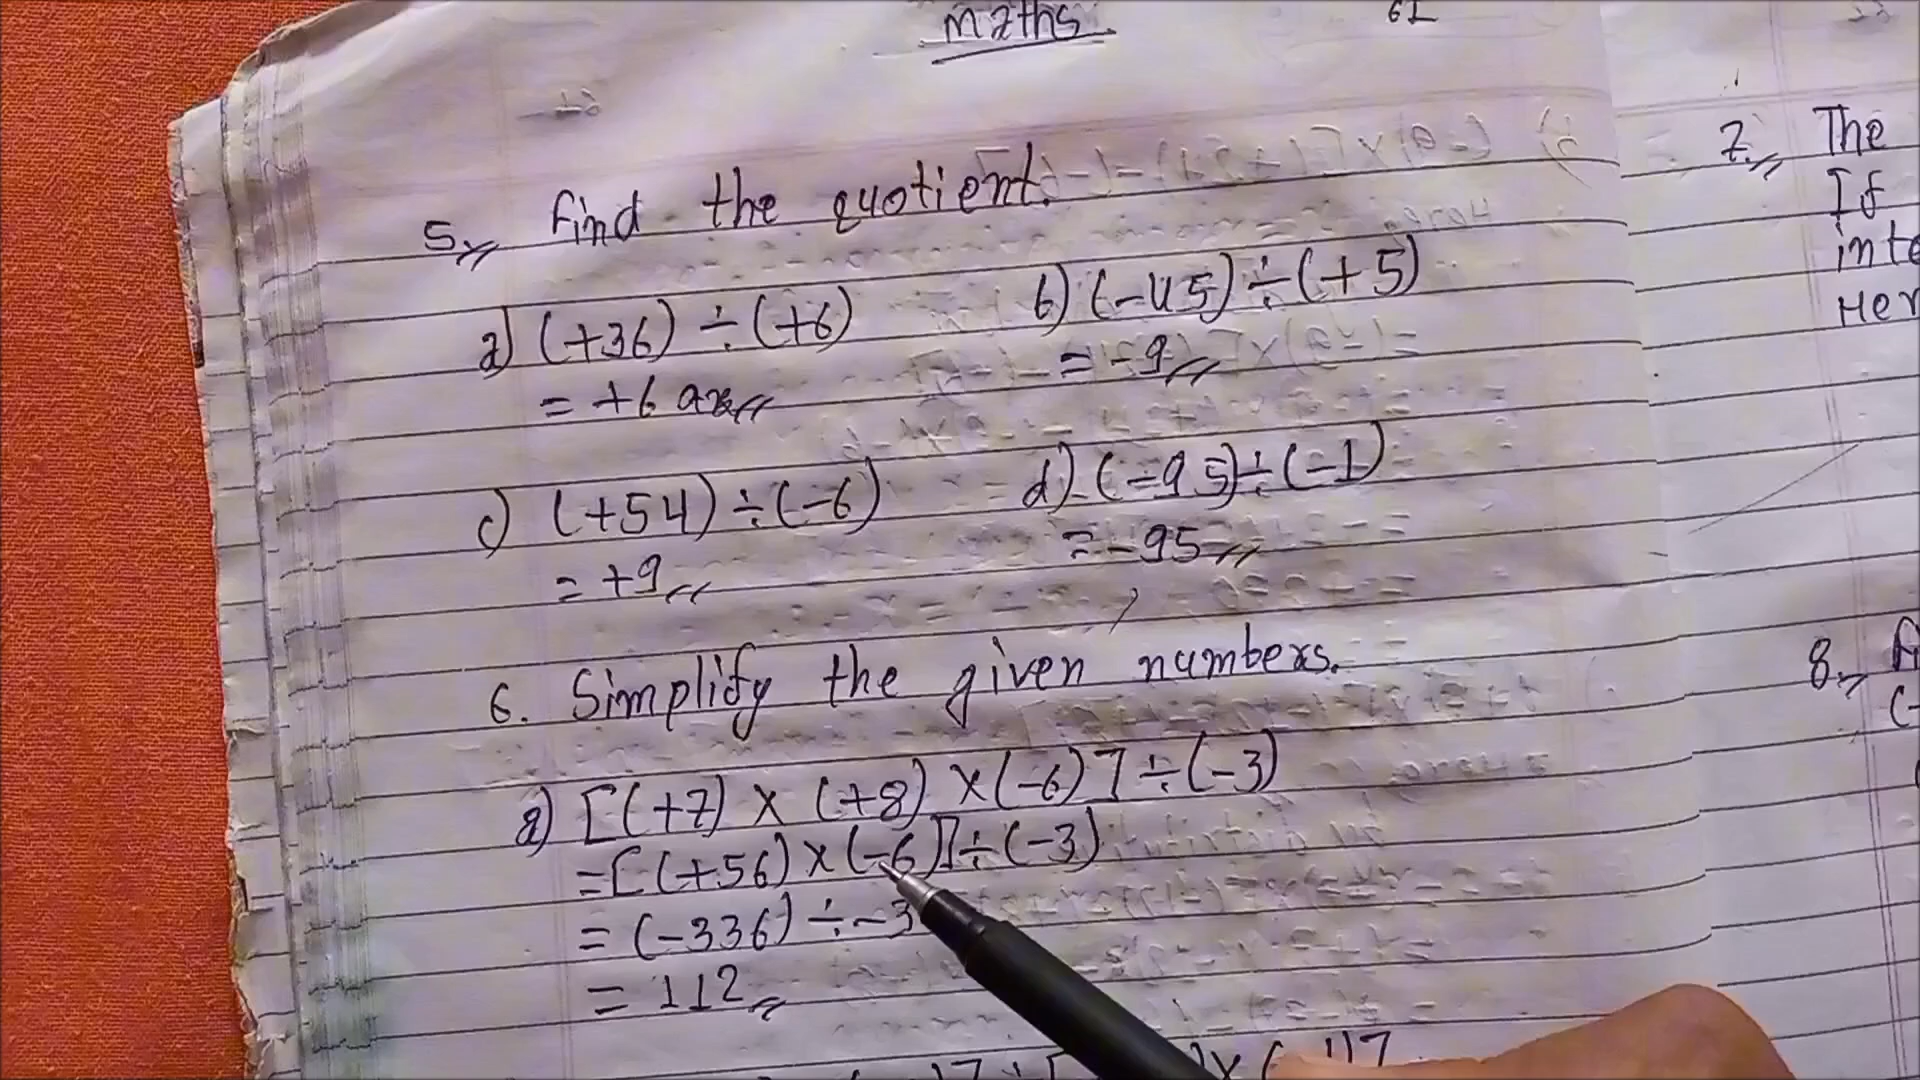 maths
61
5. Find the quotient.
a) (+36) ÷ (+6)
= +6
b) (-45) ÷ (+5)
= -9
c) (+54) ÷ (-6)
= +9
d) (-95) ÷ (-1)
= -95
6. Simplify the given numbers.
a) [(+7) × (+8) × (-6)] ÷ (-3)
= [(+56) × (-6)] ÷ (-3)
= (-336) ÷ -3
= 112
7. The
If
inte
Her
8.
(-